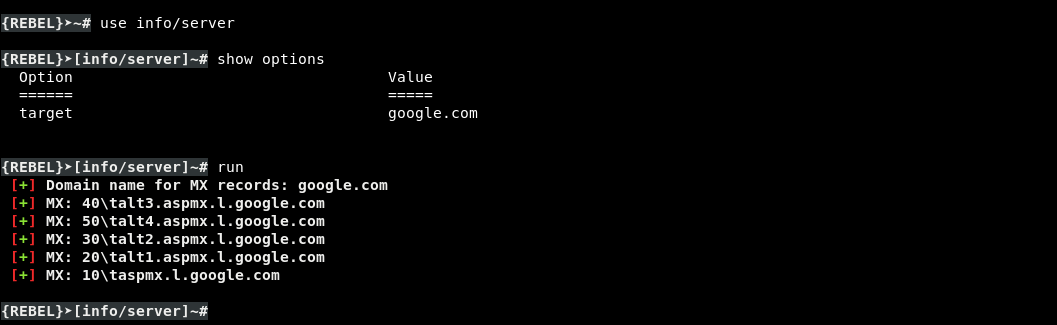 {REBEL}➤~# use info/server
{REBEL}➤[info/server]~# show options
Option Value
====== =====
target google.com
{REBEL}➤[info/server]~# run
[+] Domain name for MX records: google.com
[+] MX: 40\talt3.aspmx.l.google.com
[+] MX: 50\talt4.aspmx.l.google.com
[+] MX: 30\talt2.aspmx.l.google.com
[+] MX: 20\talt1.aspmx.l.google.com
[+] MX: 10\taspmx.l.google.com
{REBEL}➤[info/server]~#